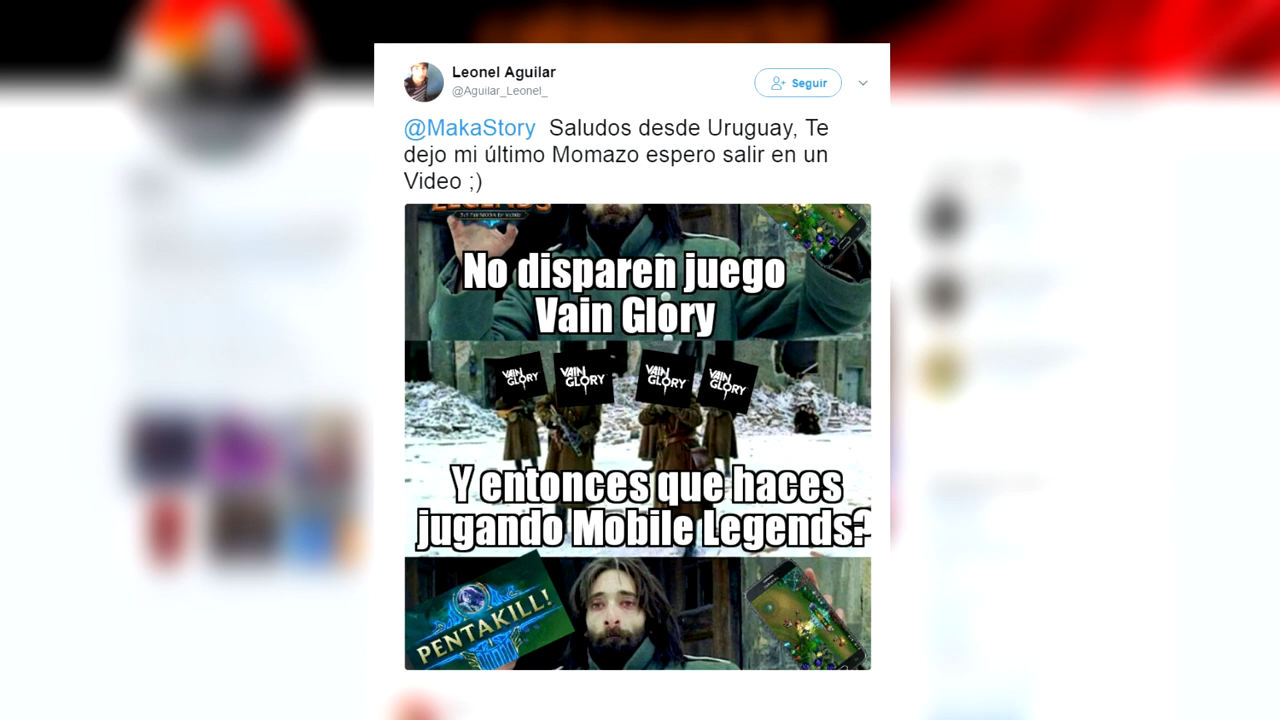 Leonel Aguilar
@Aguilar_Leonel_
Seguir
@MakaStory Saludos desde Uruguay, Te
dejo mi último Momazo espero salir en un
Video ;)
LEGENDS
No disparen juego
Vain Glory
VAIN
GLORY
VAIN
GLORY
VAIN
GLORY
VAIN
GLORY
Y entonces que haces
jugando Mobile Legends?
PENTAKILL!